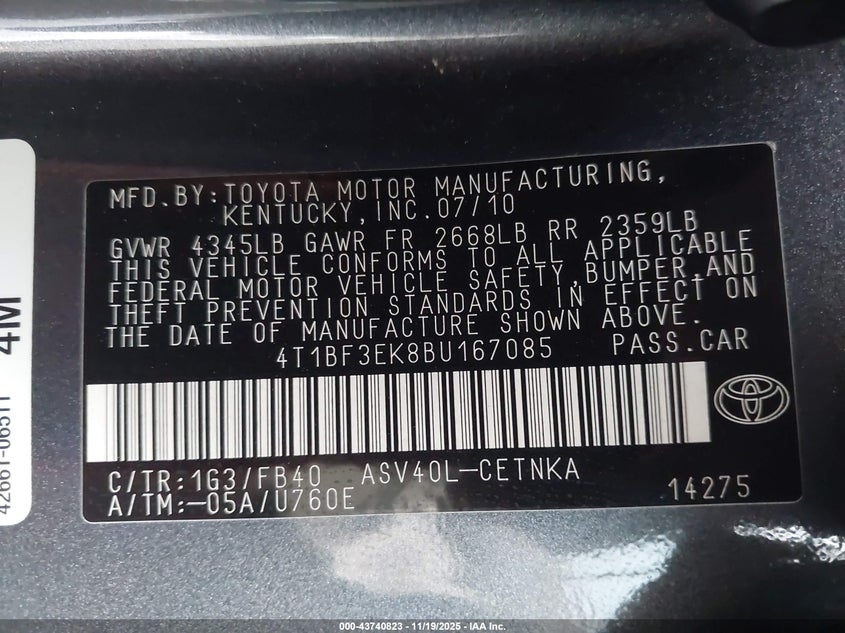 MFD.BY:TOYOTA MOTOR MANUFACTURING,
KENTUCKY,INC.07/10
GVWR 4345LB GAWR FR 2668LB RR 2359LB
THIS VEHICLE CONFORMS TO ALL APPLICABLE
FEDERAL MOTOR VEHICLE SAFETY,BUMPER,AND
THEFT PREVENTION STANDARDS IN EFFECT ON
THE DATE OF MANUFACTURE SHOWN ABOVE.
4T1BF3EK8BU167085 PASS.CAR
C/TR:1G3/FB40 ASV40L-CETNKA
A/TM:-05A/U760E 14275
4M
42661-06511
000-43740823 - 11/19/2025 - IAA Inc.